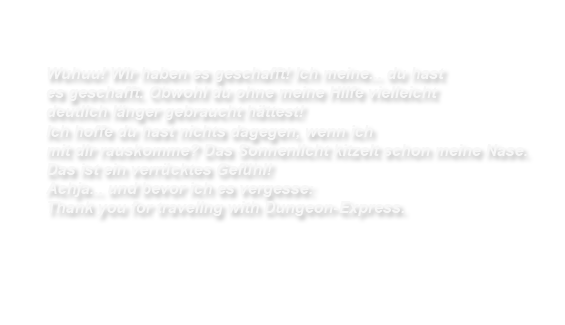 Wuhuu! Wir haben es geschafft! Ich meine... du hast
es geschafft. Obwohl du ohne meine Hilfe vielleicht
deutlich länger gebraucht hättest!
Ich hoffe du hast nichts dagegen, wenn ich
mit dir rauskomme? Das Sonnenlicht kitzelt schon meine Nase.
Das ist ein verrücktes Gefühl!
Achja... und bevor ich es vergesse:
Thank you for traveling with Dungeon-Express.